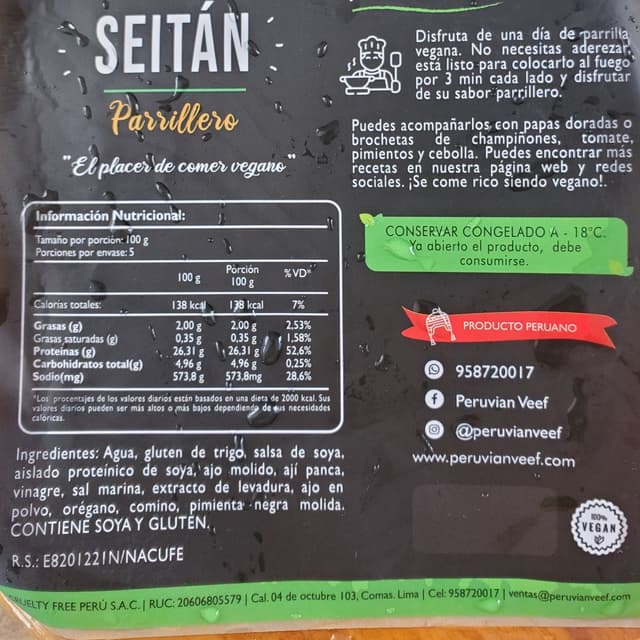 SEITÁN
Parrillero
"El placer de comer vegano"
Información Nutricional:
Tamaño por porción: 100 g
Porciones por envase: 5
100 g Porción 100 g %VD*
Calorías totales: 138 kcal 138 kcal 7%
Grasas (g) 2,00 g 2,00 g 2.53%
Grasas saturadas (g) 0,35 g 0,35 g 1,58%
Proteínas (g) 26,31 g 26,31 g 52,6%
Carbohidratos total(g) 4,96 g 4,96 g 0,25%
Sodio(mg) 573,8 g 573,8mg 28,6%
*Los procentajes de los valores diarios están basados en una dieta de 2000 kcal. Sus
valores diarios pueden ser más altos o más bajos dependiendo de sus necesidades
calóricas.
Ingredientes: Agua, gluten de trigo, salsa de soya,
aislado proteínico de soya, ajo molido, ají panca,
vinagre, sal marina, extracto de levadura, ajo en
polvo, orégano, comino, pimienta negra molida.
CONTIENE SOYA Y GLUTEN.
R.S.: E8201221N/NACUFE
Disfruta de una día de parrilla
vegana. No necesitas aderezar,
está listo para colocarlo al fuego
por 3 min cada lado y disfrutar
de su sabor parrillero.
Puedes acompañarlos con papas doradas o
brochetas de champiñones, tomate,
pimientos y cebolla. Puedes encontrar más
recetas en nuestra página web y redes
sociales. ¡Se come rico siendo vegano!.
CONSERVAR CONGELADO A - 18°C.
Ya abierto el producto, debe
consumirse.
PRODUCTO PERUANO
958720017
Peruvian Veef
@peruvianveef
www.peruvianveef.com
100%
VEGAN
CRUELTY FREE PERÚ S.A.C. | RUC: 20606805579 | Cal. 04 de octubre 103, Comas. Lima | Cel: 958720017 | ventas@peruvianveef.com